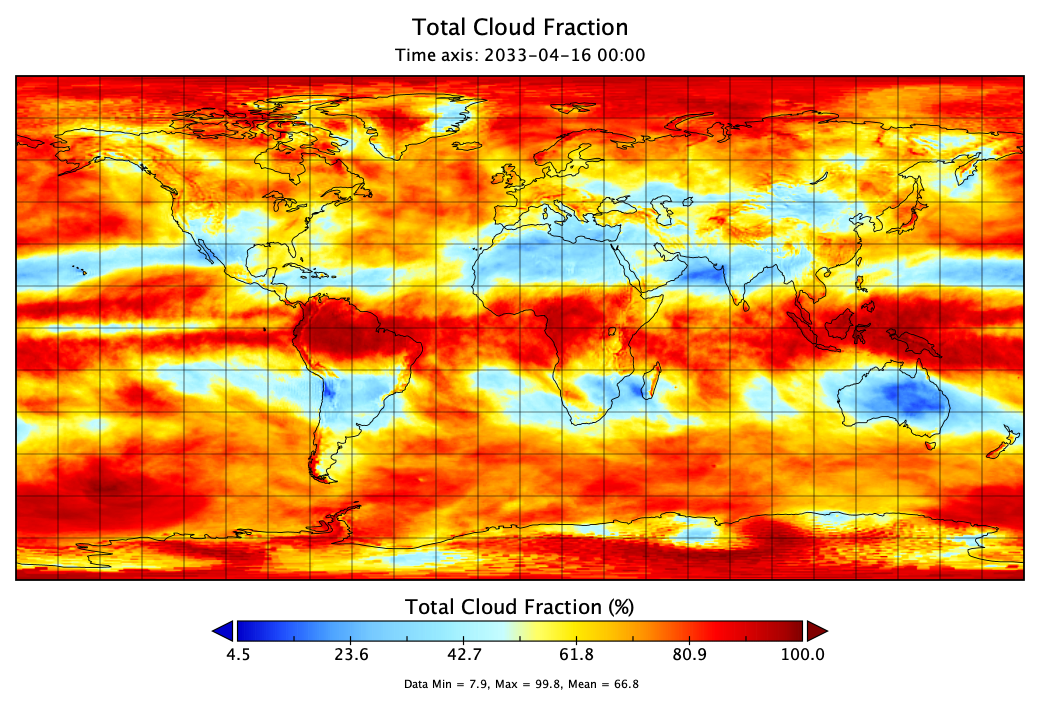 Total Cloud Fraction
Time axis: 2033-04-16 00:00
Total Cloud Fraction (%)
4.5 23.6 42.7 61.8 80.9 100.0
Data Min = 7.9, Max = 99.8, Mean = 66.8